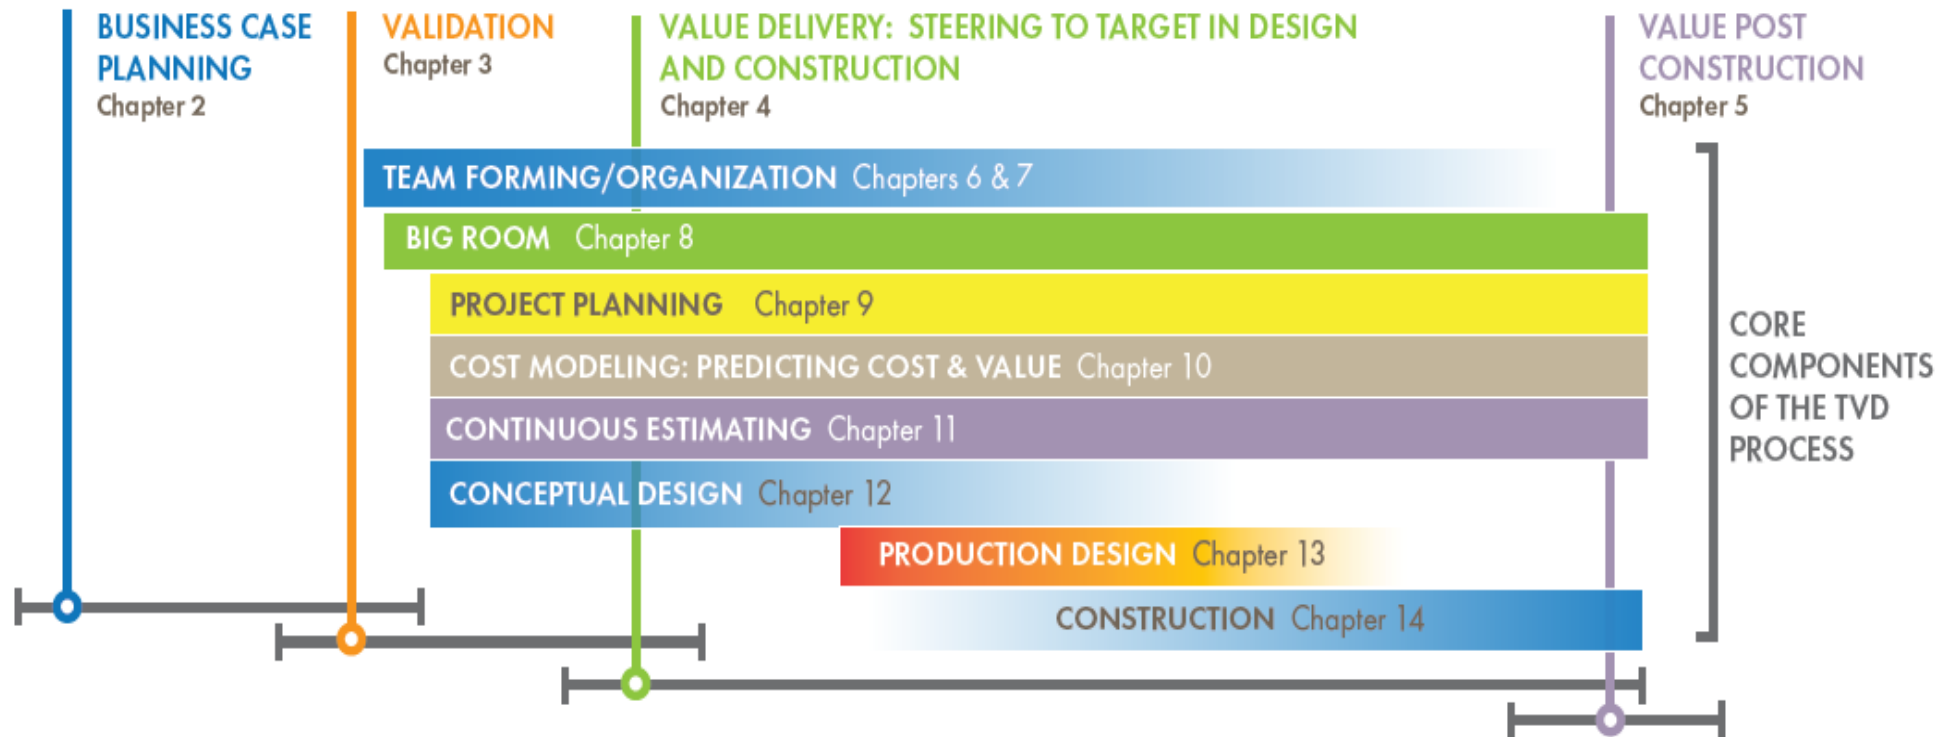 BUSINESS CASE
PLANNING
Chapter 2
VALIDATION
Chapter 3
VALUE DELIVERY: STEERING TO TARGET IN DESIGN
AND CONSTRUCTION
Chapter 4
VALUE POST
CONSTRUCTION
Chapter 5
TEAM FORMING/ORGANIZATION Chapters 6 & 7
BIG ROOM Chapter 8
PROJECT PLANNING Chapter 9
COST MODELING: PREDICTING COST & VALUE Chapter 10
CONTINUOUS ESTIMATING Chapter 11
CONCEPTUAL DESIGN Chapter 12
PRODUCTION DESIGN Chapter 13
CONSTRUCTION Chapter 14
CORE
COMPONENTS
OF THE TVD
PROCESS